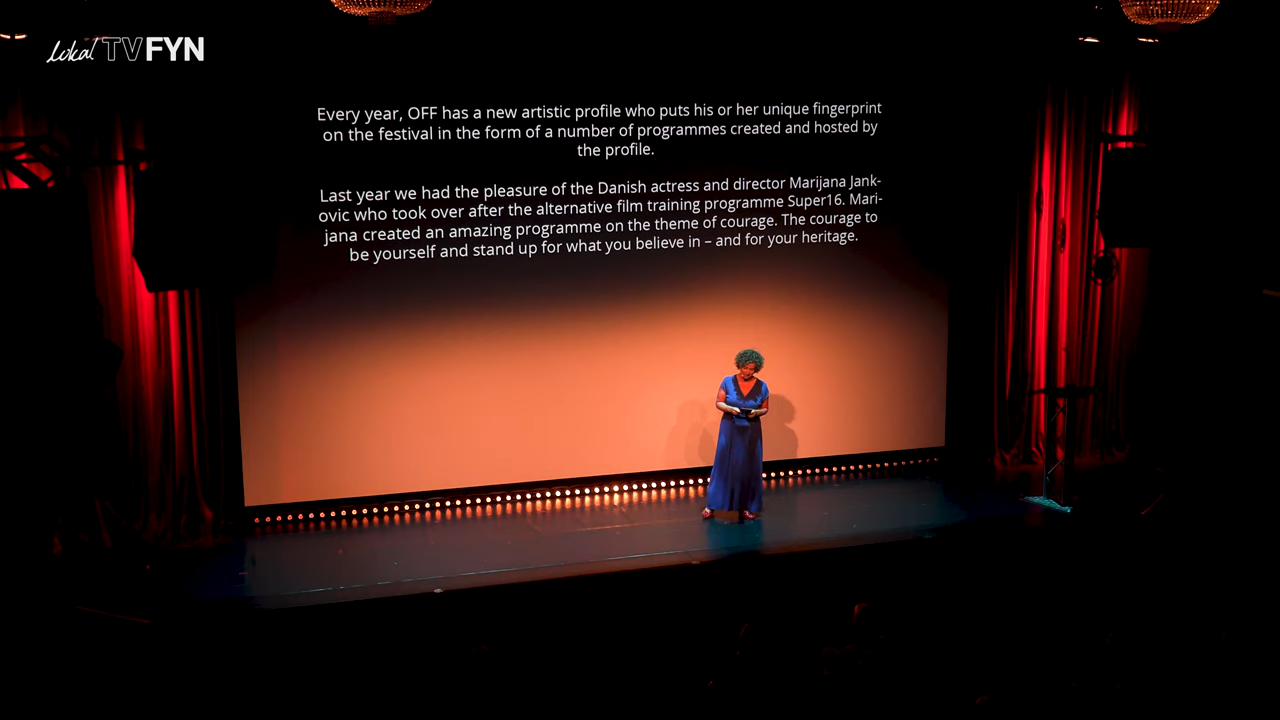 Lokal TV FYN
Every year, OFF has a new artistic profile who puts his or her unique fingerprint
on the festival in the form of a number of programmes created and hosted by
the profile.
Last year we had the pleasure of the Danish actress and director Marijana Jank-
ovic who took over after the alternative film training programme Super16. Mari-
jana created an amazing programme on the theme of courage. The courage to
be yourself and stand up for what you believe in – and for your heritage.